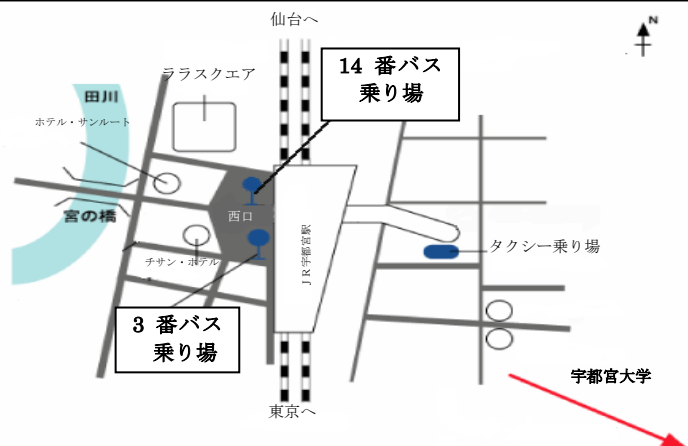 仙台へ
N
ララスクエア
14 番バス
乗り場
田川
ホテル・サンルート
宮の橋
西口
JR宇都宮駅
タクシー乗り場
チサン・ホテル
3 番バス
乗り場
宇都宮大学
東京へ